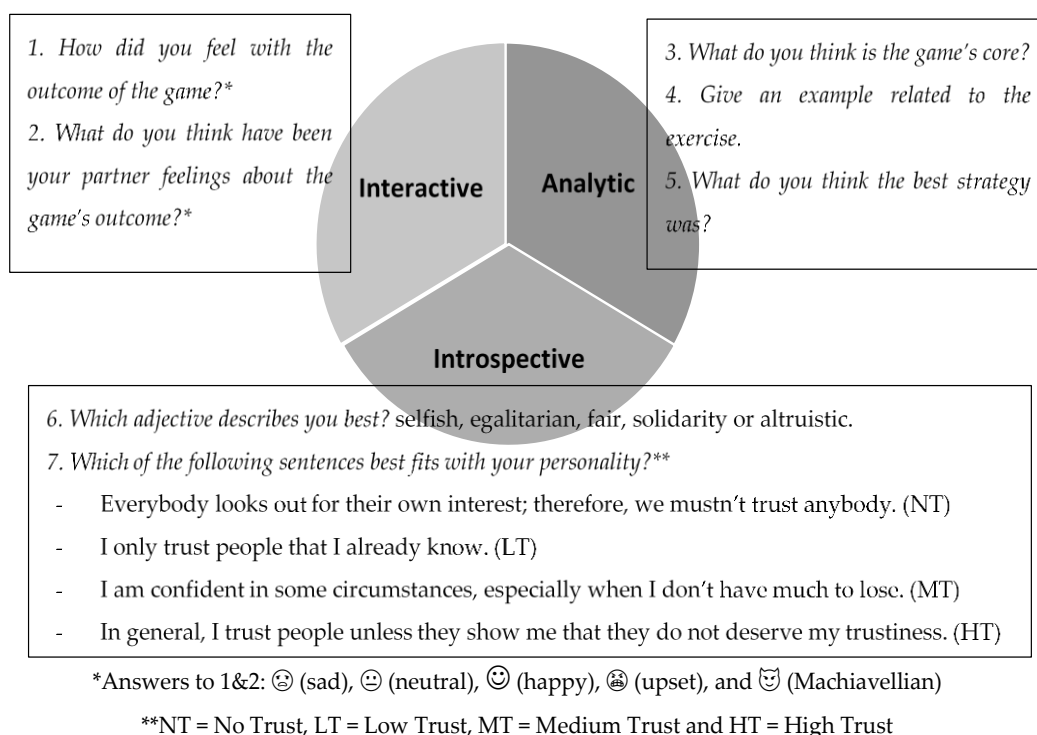 1. How did you feel with the
outcome of the game?*
2. What do you think have been
your partner feelings about the
game's outcome?*
3. What do you think is the game's core?
4. Give an example related to the
exercise.
5. What do you think the best strategy
was?
Interactive
Analytic
Introspective
6. Which adjective describes you best? selfish, egalitarian, fair, solidarity or altruistic.
7. Which of the following sentences best fits with your personality?**
- Everybody looks out for their own interest; therefore, we mustn't trust anybody. (NT)
- I only trust people that I already know. (LT)
- I am confident in some circumstances, especially when I don't have much to lose. (MT)
- In general, I trust people unless they show me that they do not deserve my trustiness. (HT)
*Answers to 1&2: ☹ (sad), 😐 (neutral), ☺ (happy), 😬 (upset), and 😈 (Machiavellian)
**NT = No Trust, LT = Low Trust, MT = Medium Trust and HT = High Trust